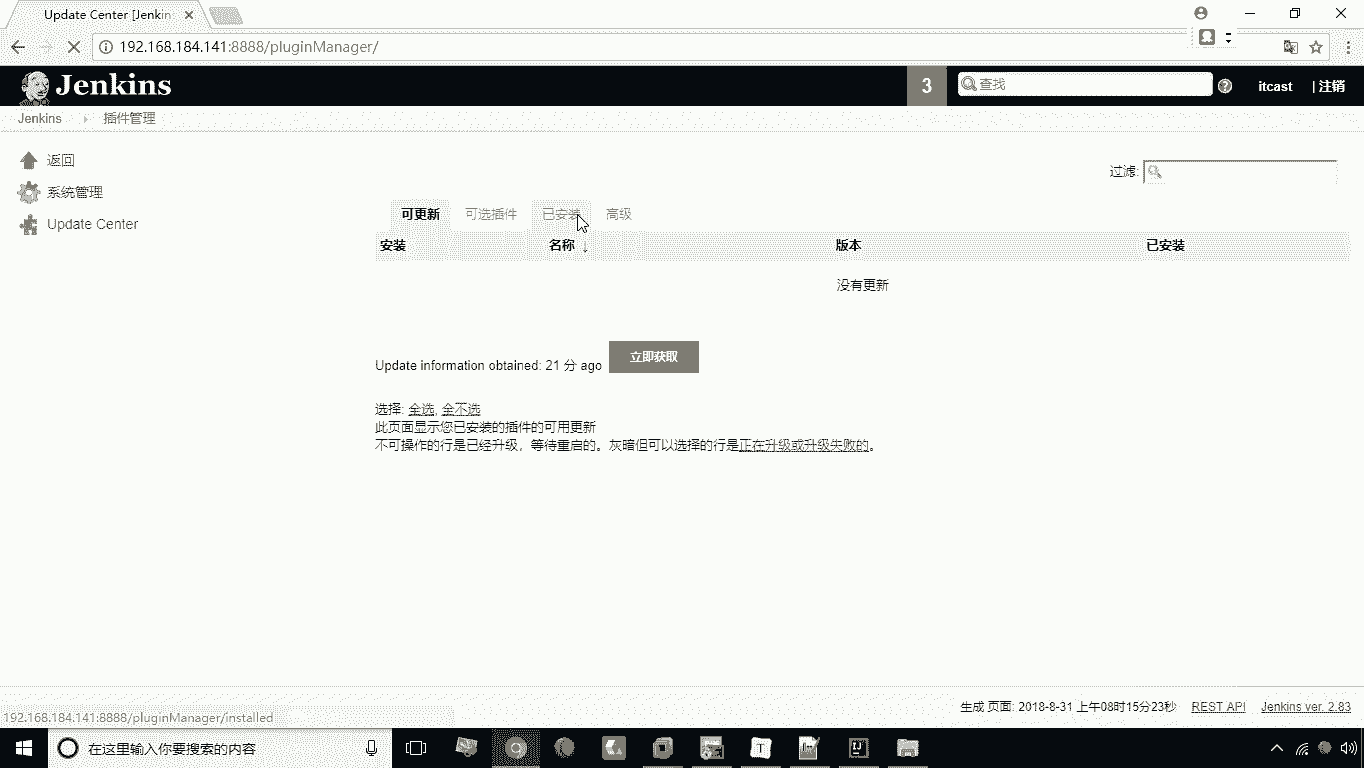 Update Center [Jenkin
192.168.184.141:8888/pluginManager/
Jenkins
3
查找
itcast
| 注销
Jenkins
插件管理
返回
系统管理
Update Center
过滤:
可更新
可选插件
已安装
高级
安装
名称 ↓
版本
已安装
没有更新
Update information obtained: 21 分 ago
立即获取
选择: 全选, 全不选
此页面显示您已安装的插件的可用更新
不可操作的行是已经升级，等待重启的。灰暗但可以选择的行是正在升级或升级失败的。
生成 页面: 2018-8-31 上午08时15分23秒
REST API
Jenkins ver. 2.83
192.168.184.141:8888/pluginManager/installed
在这里输入你要搜索的内容